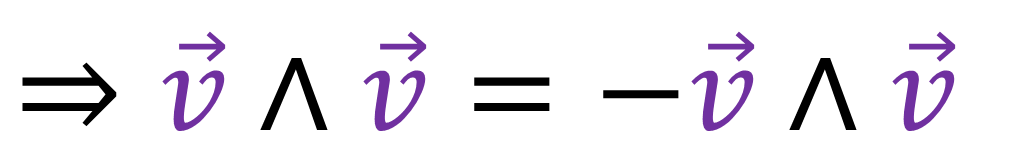 ⇒ v⃗ ∧ v⃗ = −v⃗ ∧ v⃗